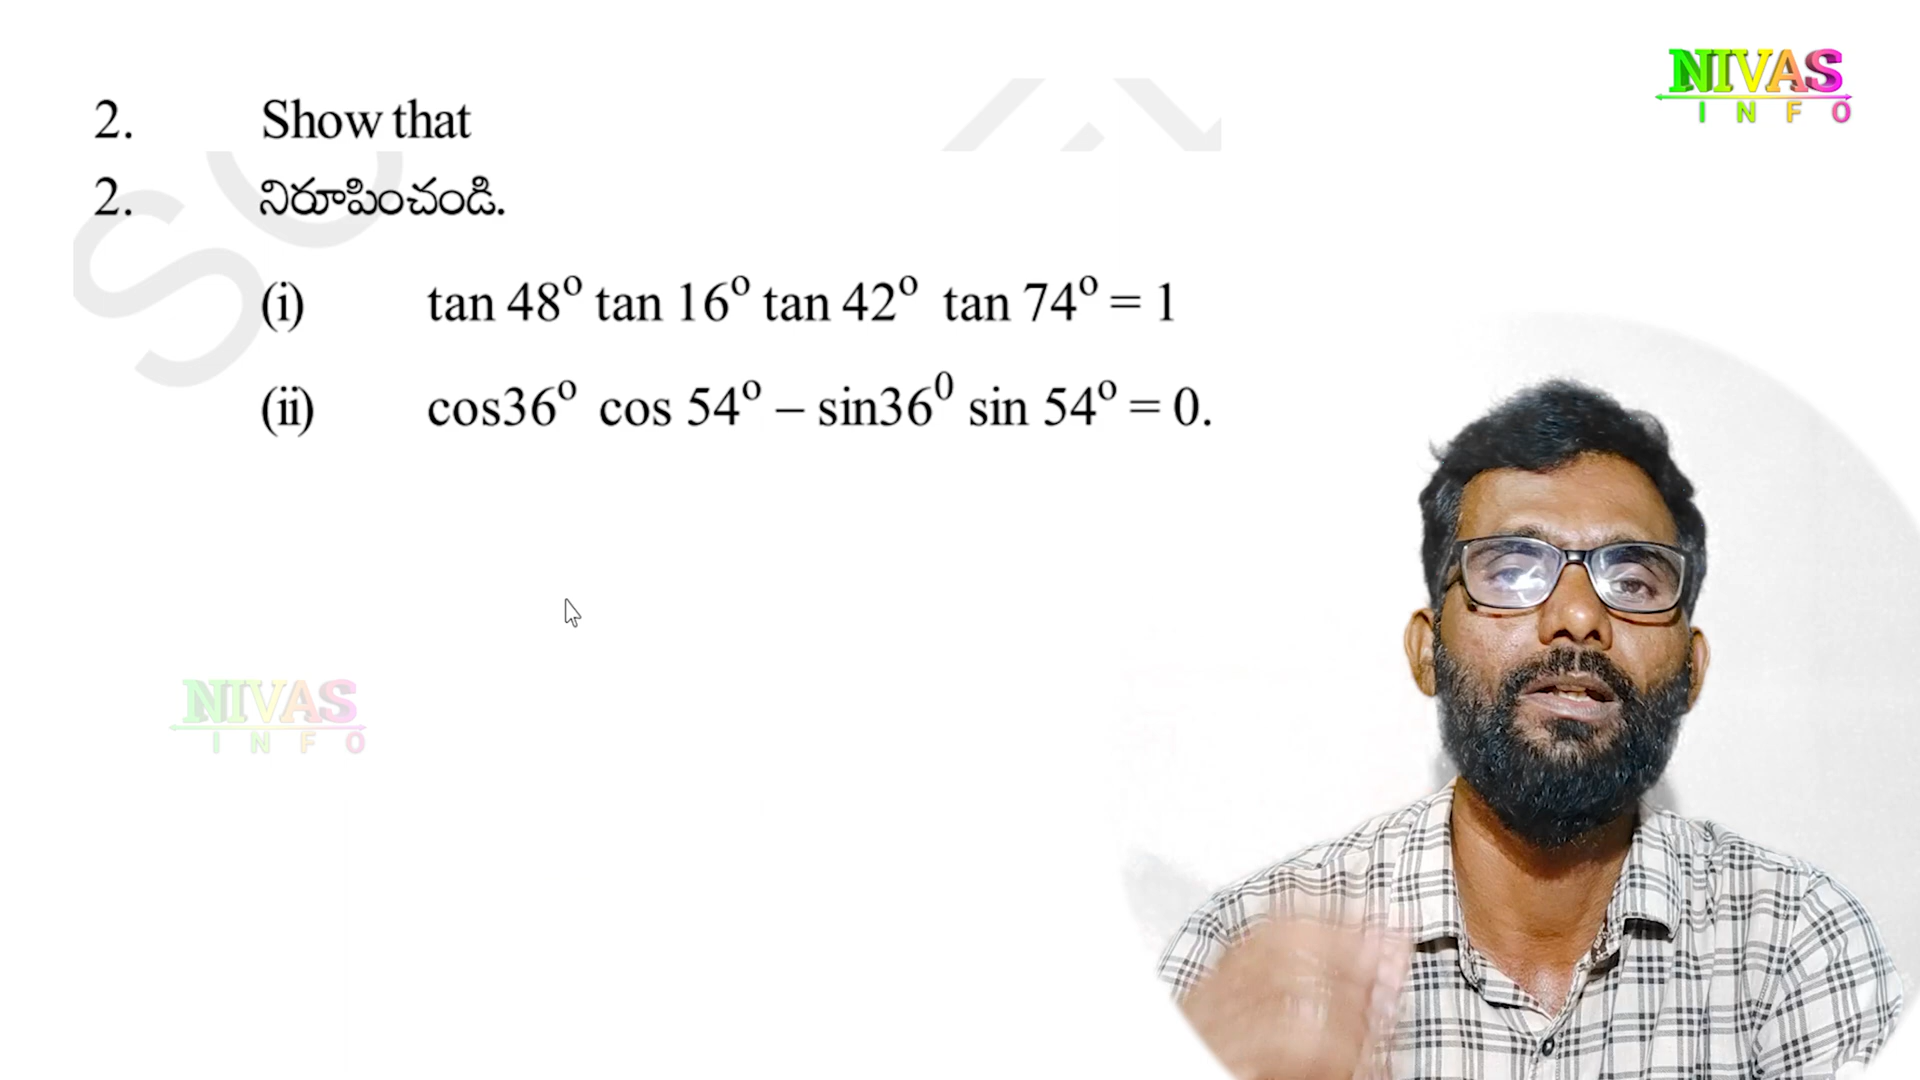 NIVAS
INFO
2. Show that
2. నిరూపించండి.
(i) tan 48° tan 16° tan 42° tan 74° = 1
(ii) cos36° cos 54° – sin36⁰ sin 54° = 0.
NIVAS
INFO